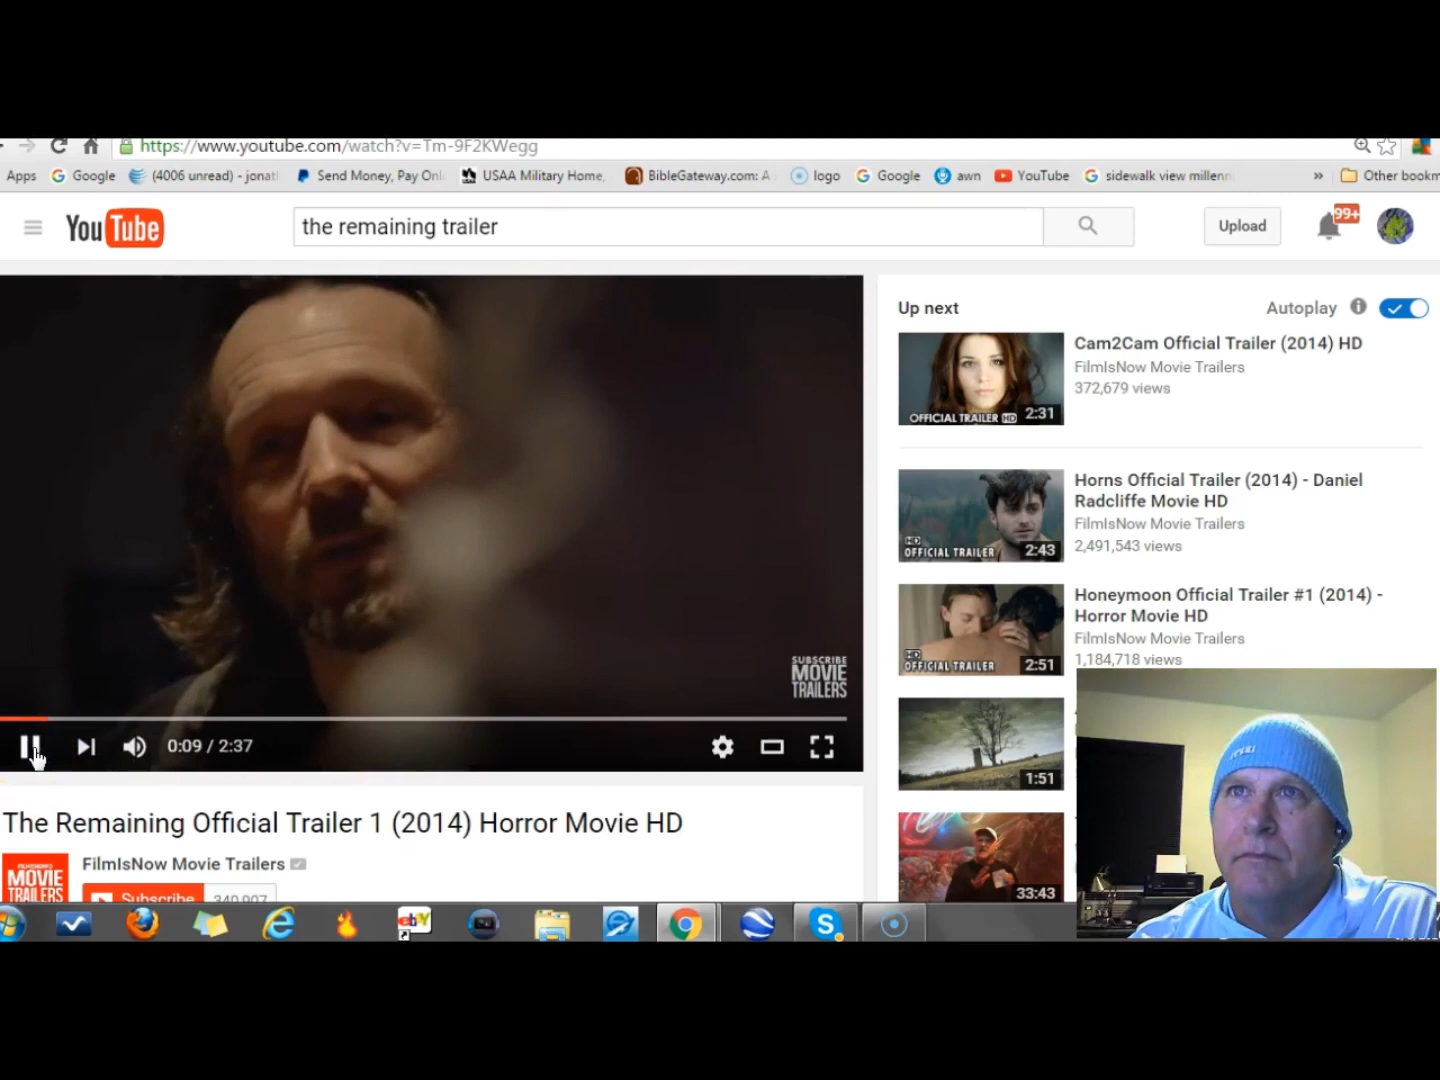 https://www.youtube.com/watch?v=Tm-9F2KWegg
Apps Google (4006 unread) - jonat Send Money, Pay Onl USAA Military Home, BibleGateway.com: A logo Google awn YouTube sidewalk view millenn » Other bookm
YouTube
the remaining trailer
Upload
99+
SUBSCRIBE
MOVIE
TRAILERS
0:09 / 2:37
The Remaining Official Trailer 1 (2014) Horror Movie HD
MOVIE
TRAILERS
FilmIsNow Movie Trailers
Subscribe 340,907
Up next
Autoplay
OFFICIAL TRAILER HD 2:31
Cam2Cam Official Trailer (2014) HD
FilmIsNow Movie Trailers
372,679 views
HD
OFFICIAL TRAILER 2:43
Horns Official Trailer (2014) - Daniel
Radcliffe Movie HD
FilmIsNow Movie Trailers
2,491,543 views
HD
OFFICIAL TRAILER 2:51
Honeymoon Official Trailer #1 (2014) -
Horror Movie HD
FilmIsNow Movie Trailers
1,184,718 views
1:51
33:43
ebY